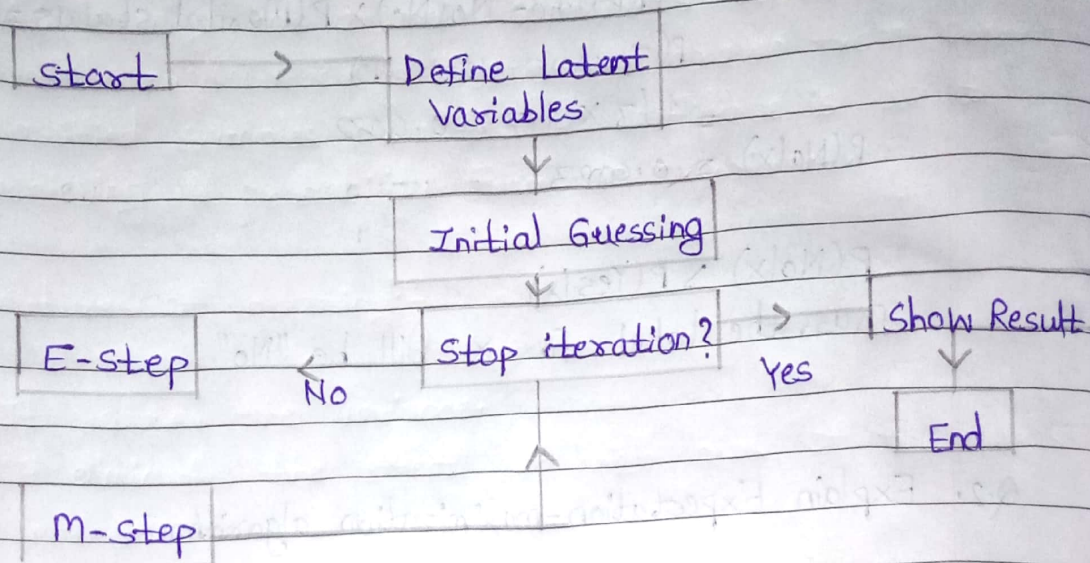 Start
Define Latent
Variables
Initial Guessing
Stop iteration?
Yes
Show Result
No
E-step
End
M-step